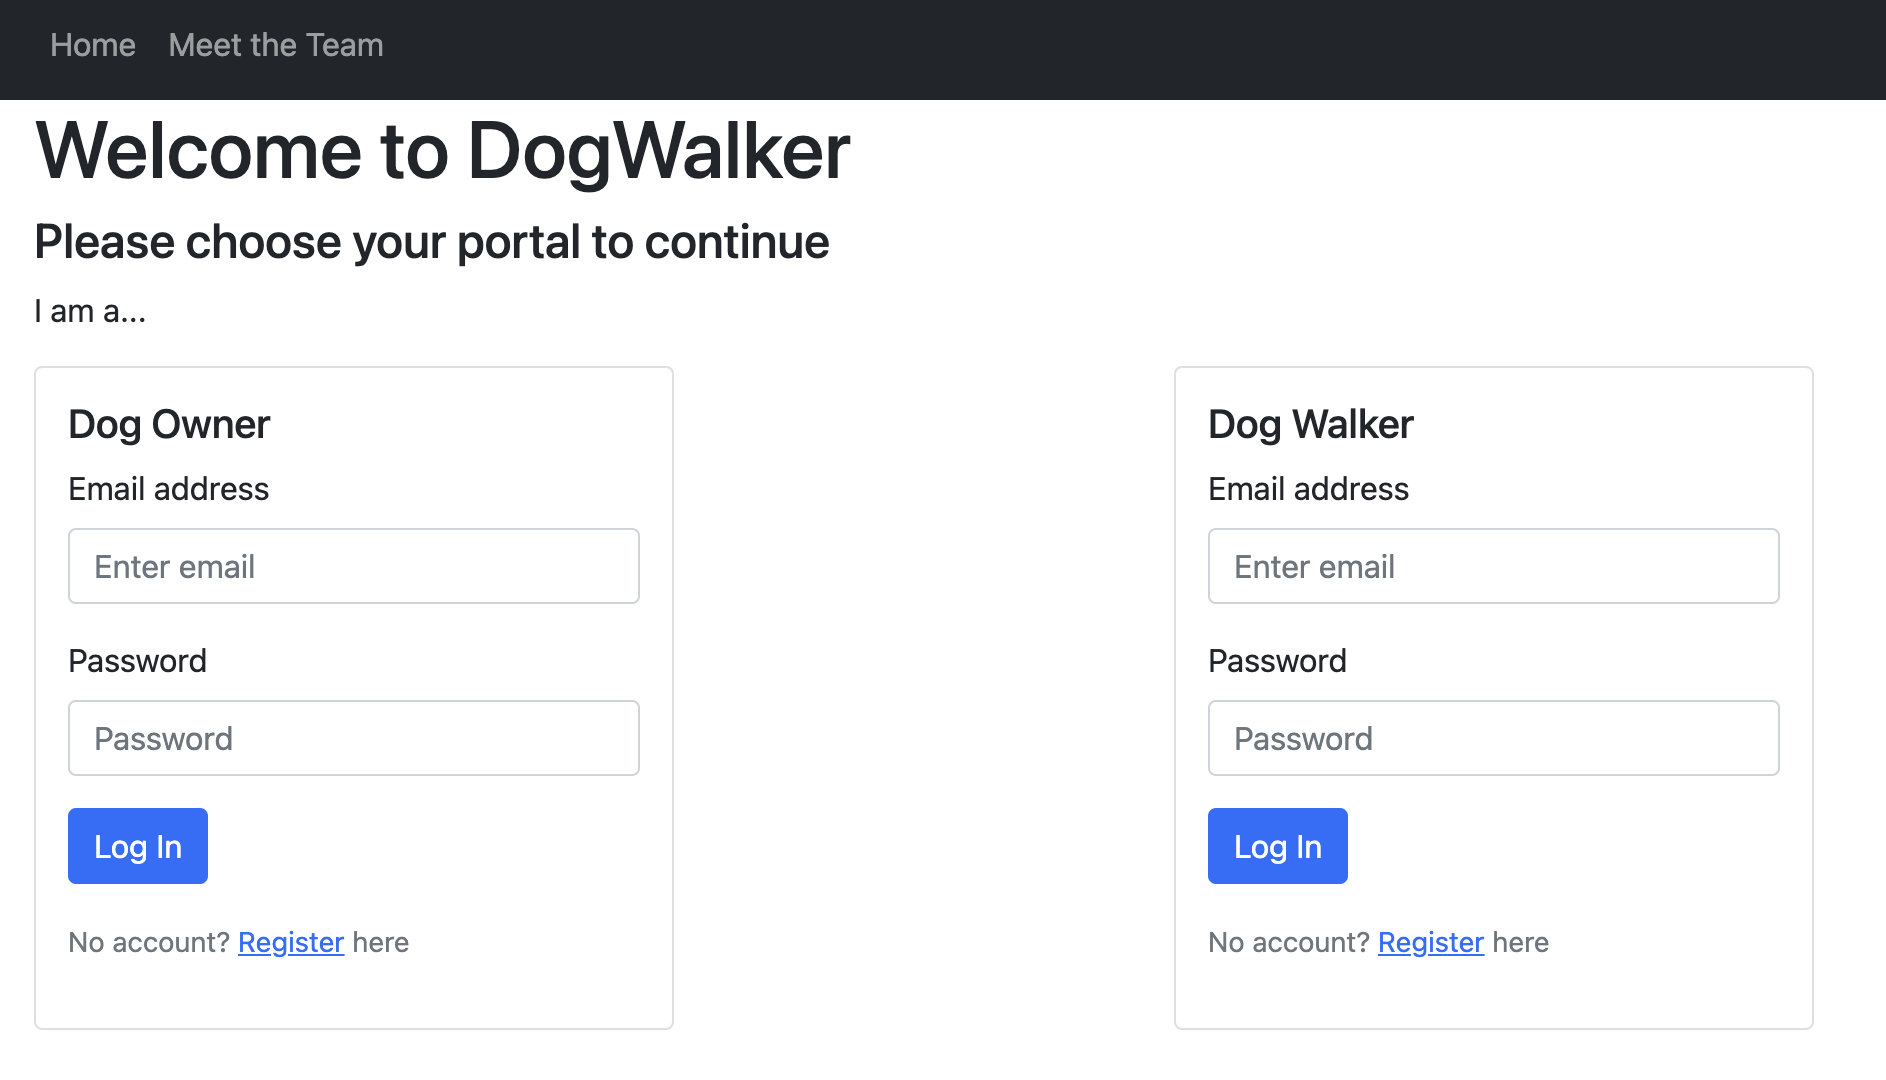 Home Meet the Team
Welcome to DogWalker
Please choose your portal to continue
I am a...
Dog Owner
Email address
Enter email
Password
Password
Log In
No account? Register here
Dog Walker
Email address
Enter email
Password
Password
Log In
No account? Register here